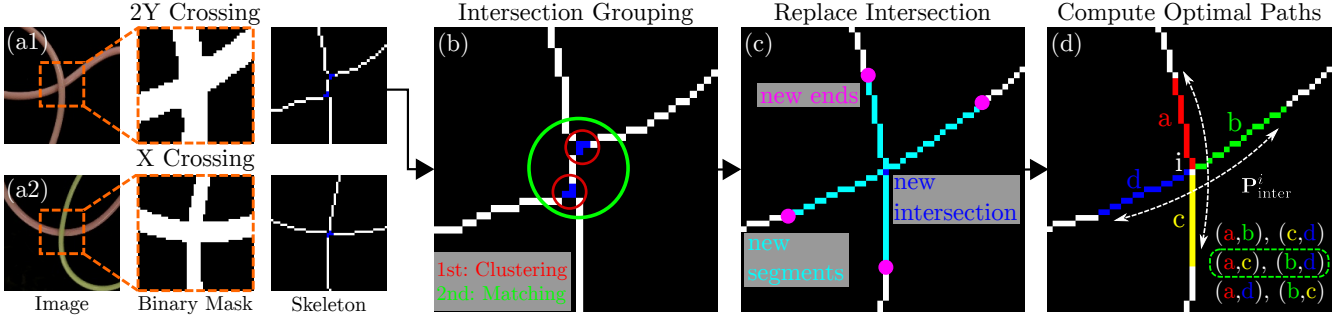 2Y Crossing
(a1)
X Crossing
(a2)
Image
Binary Mask
Skeleton
Intersection Grouping
(b)
1st: Clustering
2nd: Matching
Replace Intersection
(c)
new ends
new
intersection
new
segments
Compute Optimal Paths
(d)
a
b
i
d
P^i_inter
c
(a,b), (c,d)
(a,c), (b,d)
(a,d), (b,c)